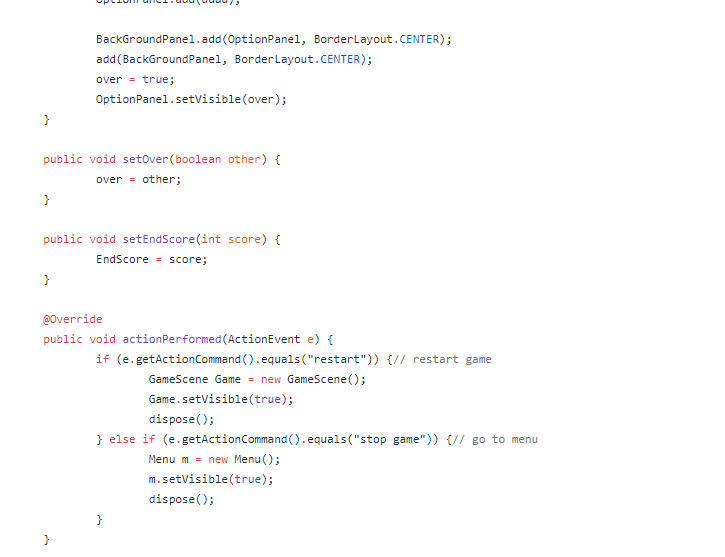 BackGroundPanel.add(OptionPanel, BorderLayout.CENTER);
add(BackGroundPanel, BorderLayout.CENTER);
over = true;
OptionPanel.setVisible(over);
}
public void setOver(boolean other) {
over = other;
}
public void setEndScore(int score) {
EndScore = score;
}
@Override
public void actionPerformed(ActionEvent e) {
if (e.getActionCommand().equals("restart")) {// restart game
GameScene Game = new GameScene();
Game.setVisible(true);
dispose();
} else if (e.getActionCommand().equals("stop game")) {// go to menu
Menu m = new Menu();
m.setVisible(true);
dispose();
}
}